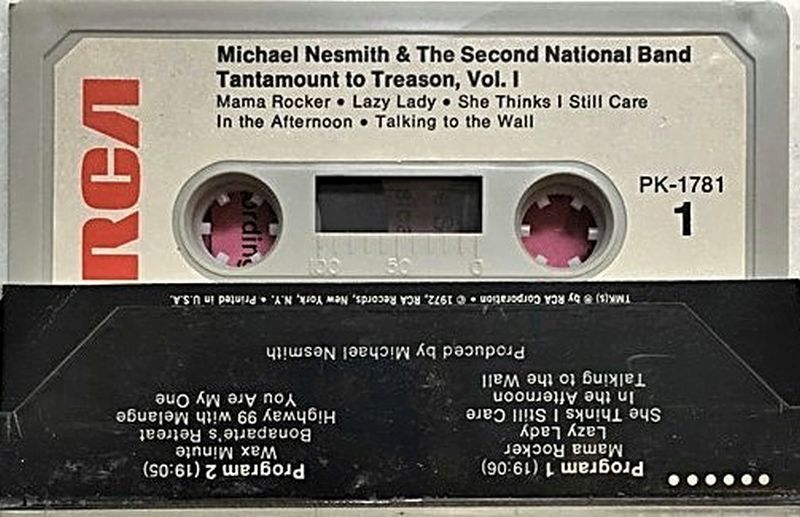 RCA
Michael Nesmith & The Second National Band
Tantamount to Treason, Vol. I
Mama Rocker • Lazy Lady • She Thinks I Still Care
In the Afternoon • Talking to the Wall
PK-1781
1
100 50 0
Program 1 (19:06)
Mama Rocker
Lazy Lady
She Thinks I Still Care
In the Afternoon
Talking to the Wall
Program 2 (19:05)
Wax Minute
Bonaparte's Retreat
Highway 99 with Melange
You Are My One
Produced by Michael Nesmith
TMK(s) ® by RCA Corporation • © 1972, RCA Records, New York, N.Y. • Printed in U.S.A.